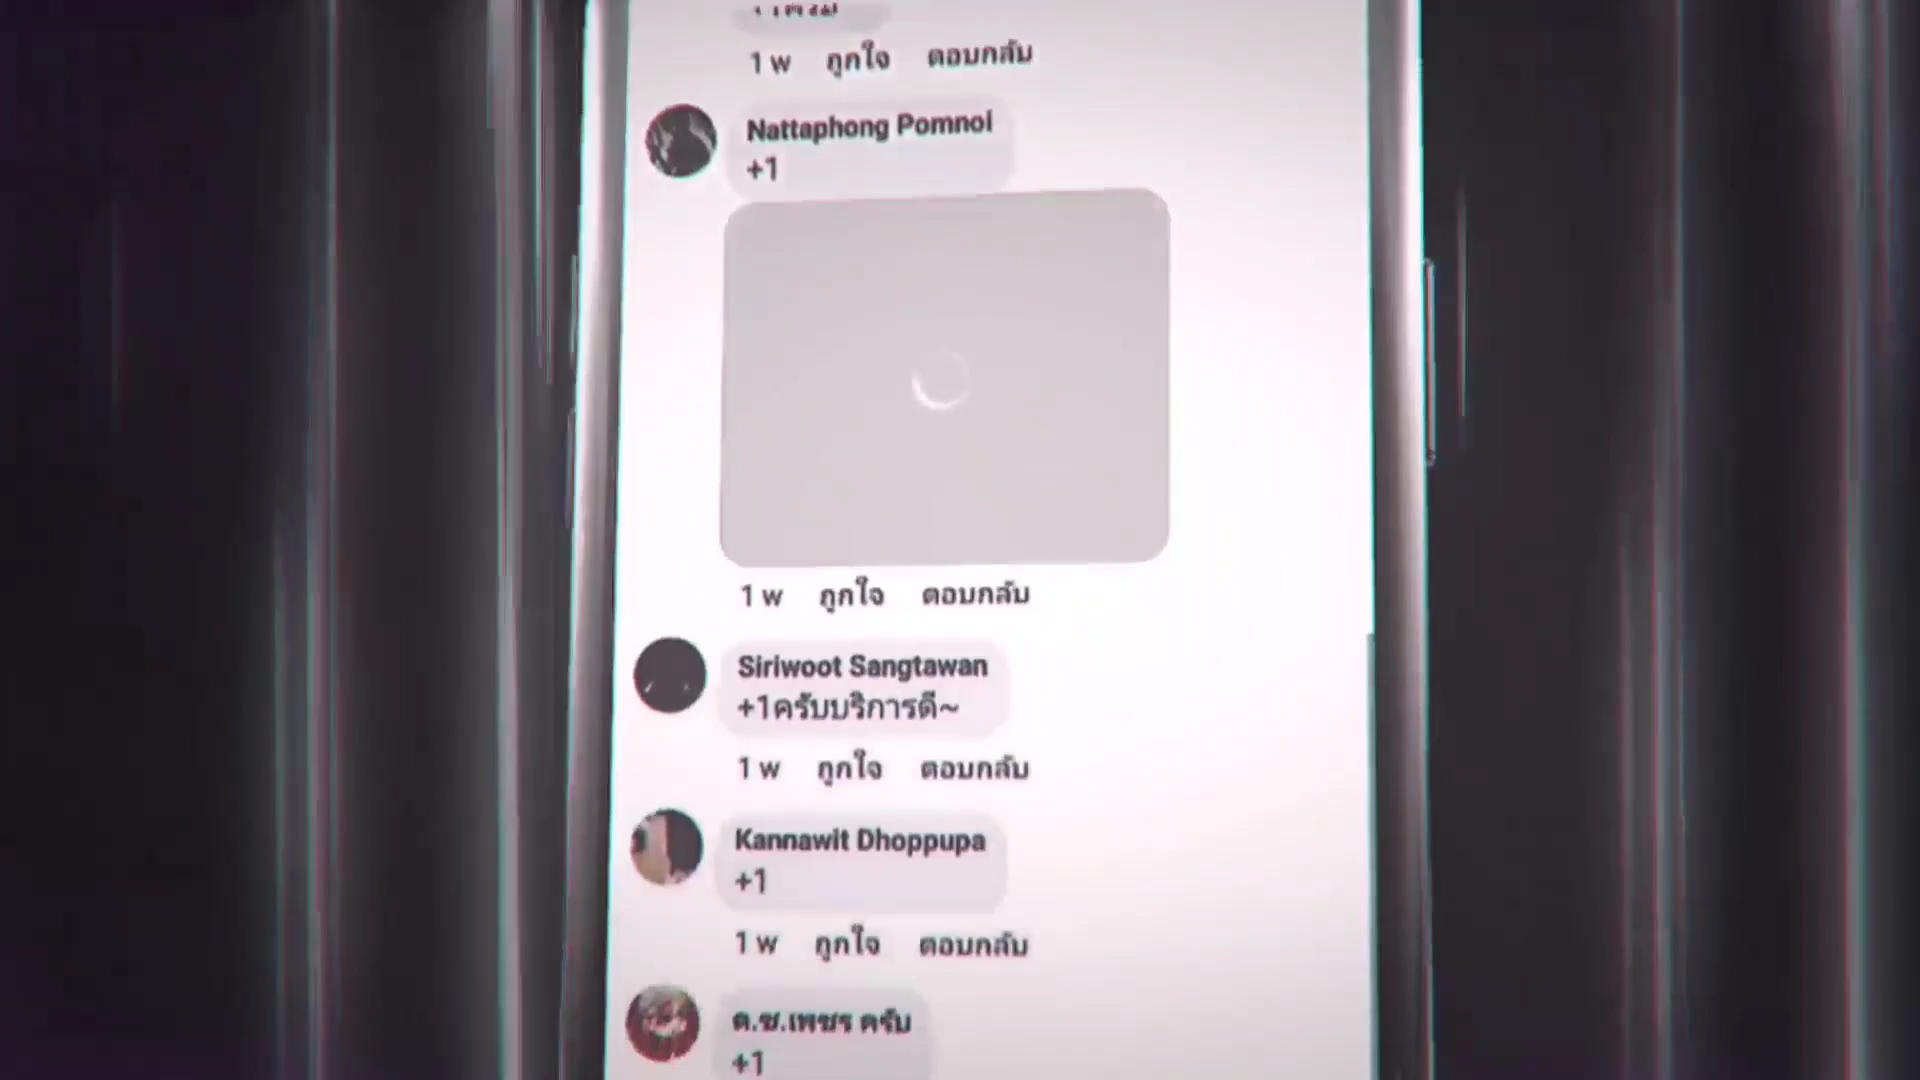 1 w ถูกใจ ตอบกลับ
Nattaphong Pomnoi
+1
1 w ถูกใจ ตอบกลับ
Siriwoot Sangtawan
+1ครับบริการดี~
1 w ถูกใจ ตอบกลับ
Kannawit Dhoppupa
+1
1 w ถูกใจ ตอบกลับ
ด.ช.เพชร ครับ
+1